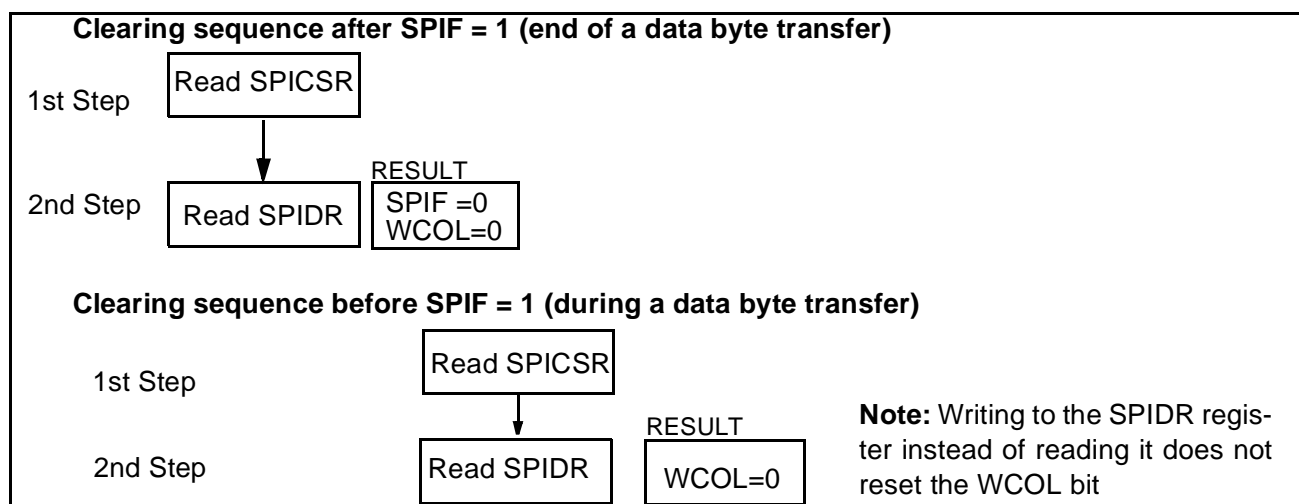 Clearing sequence after SPIF = 1 (end of a data byte transfer)
1st Step
Read SPICSR
RESULT
2nd Step
Read SPIDR
SPIF =0
WCOL=0
Clearing sequence before SPIF = 1 (during a data byte transfer)
1st Step
Read SPICSR
2nd Step
Read SPIDR
RESULT
WCOL=0
Note: Writing to the SPIDR regis-
ter instead of reading it does not
reset the WCOL bit